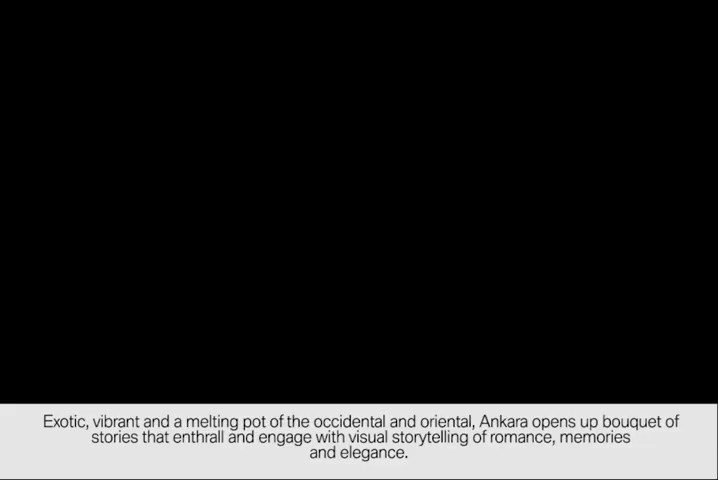 Exotic, vibrant and a melting pot of the occidental and oriental, Ankara opens up bouquet of
stories that enthrall and engage with visual storytelling of romance, memories
and elegance.